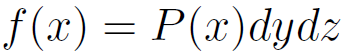 f(x) = P(x)dydz